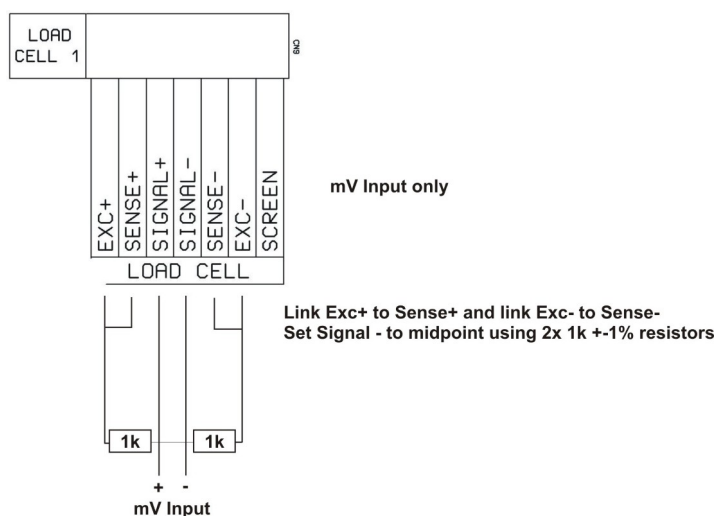 LOAD
CELL 1
CN9
EXC+
SENSE+
SIGNAL+
SIGNAL-
SENSE-
EXC-
SCREEN
LOAD CELL
mV Input only
Link Exc+ to Sense+ and link Exc- to Sense-
Set Signal - to midpoint using 2x 1k +-1% resistors
1k
1k
+ -
mV Input